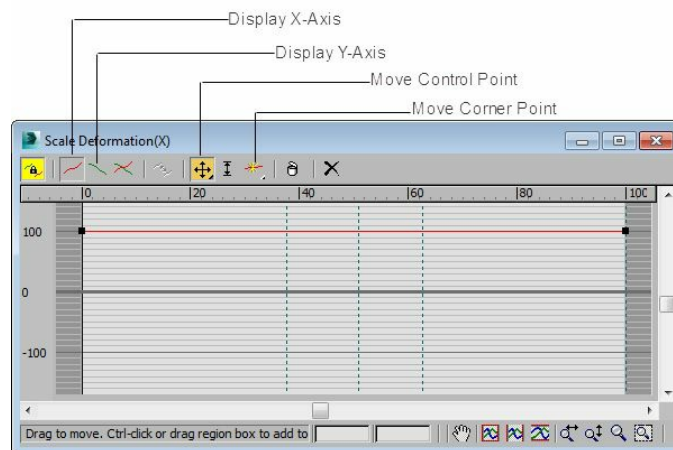 Display X-Axis
Display Y-Axis
Move Control Point
Move Corner Point
Scale Deformation(X)
0 20 40 60 80 100
100
0
-100
Drag to move. Ctrl-click or drag region box to add to